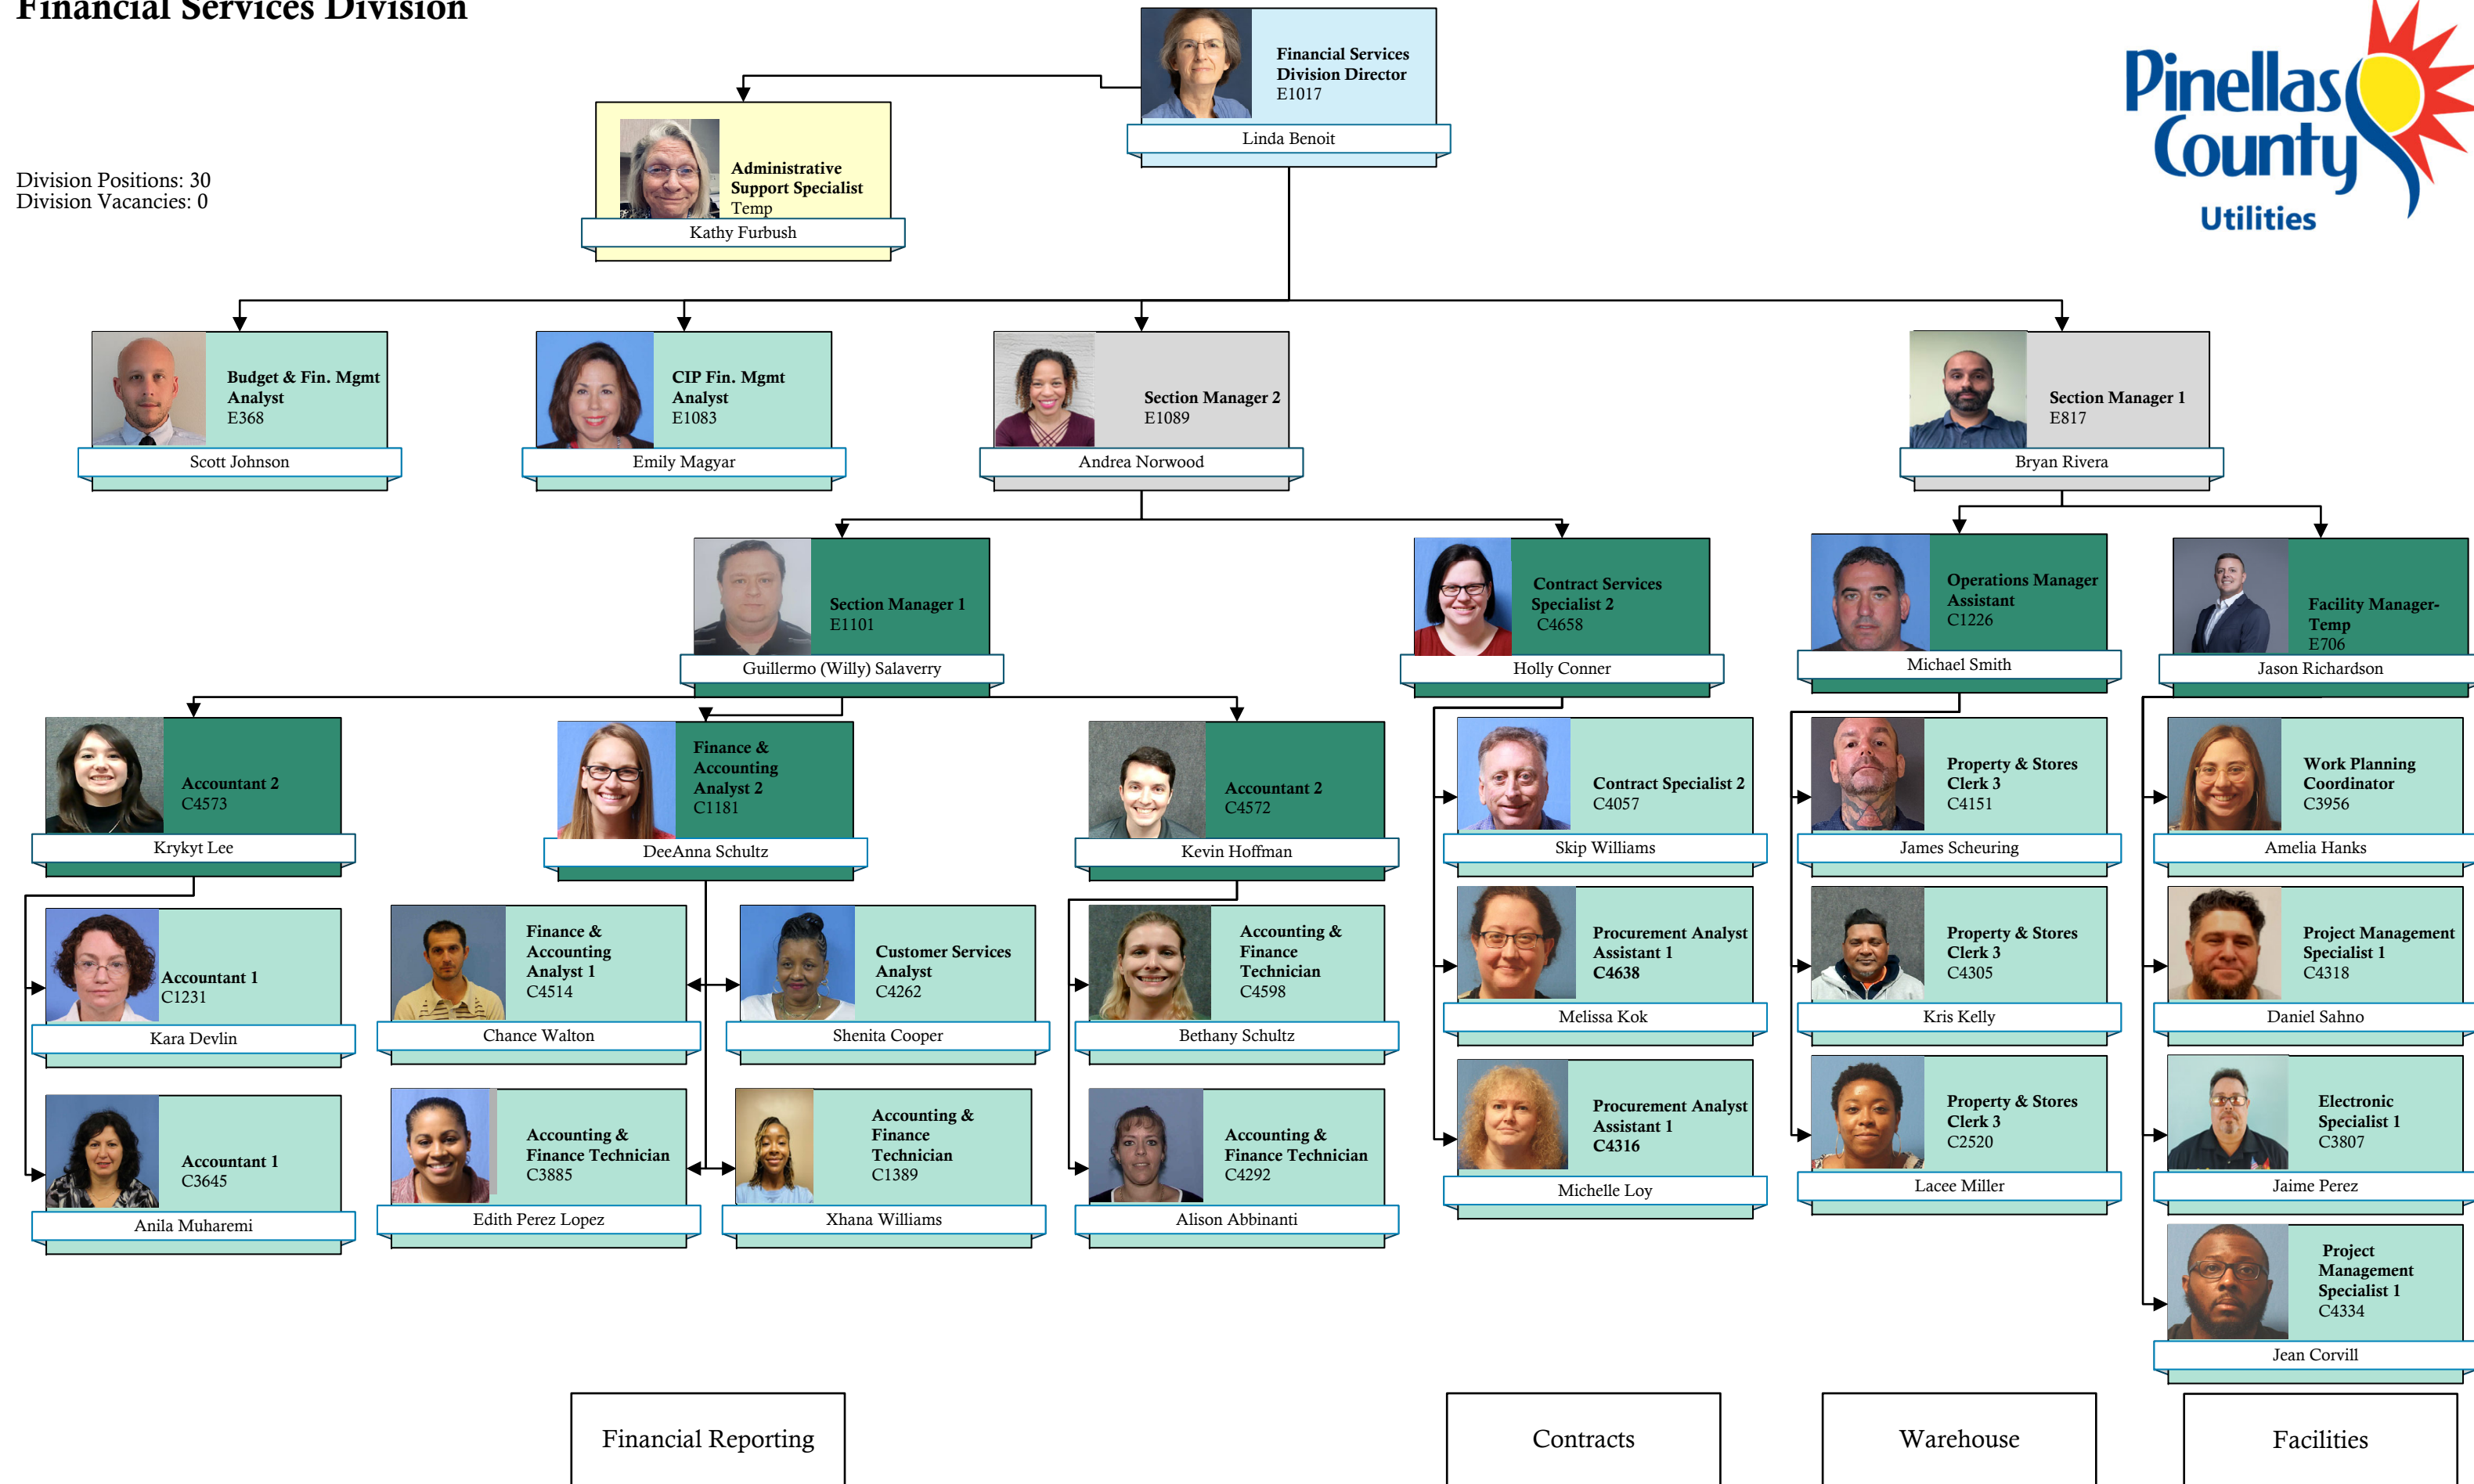 Financial Services Division
Financial Services
Division Director
E1017
Linda Benoit
Pinellas
County
Utilities
Administrative
Support Specialist
Temp
Kathy Furbush
Division Positions: 30
Division Vacancies: 0
Budget & Fin. Mgmt
Analyst
E368
Scott Johnson
CIP Fin. Mgmt
Analyst
E1083
Emily Magyar
Section Manager 2
E1089
Andrea Norwood
Section Manager 1
E817
Bryan Rivera
Section Manager 1
E1101
Guillermo (Willy) Salaverry
Contract Services
Specialist 2
C4658
Holly Conner
Operations Manager
Assistant
C1226
Michael Smith
Facility Manager-
Temp
E706
Jason Richardson
Accountant 2
C4573
Krykyt Lee
Finance &
Accounting
Analyst 2
C1181
DeeAnna Schultz
Accountant 2
C4572
Kevin Hoffman
Contract Specialist 2
C4057
Skip Williams
Property & Stores
Clerk 3
C4151
James Scheuring
Work Planning
Coordinator
C3956
Amelia Hanks
Accountant 1
C1231
Kara Devlin
Finance &
Accounting
Analyst 1
C4514
Chance Walton
Customer Services
Analyst
C4262
Shenita Cooper
Accounting &
Finance
Technician
C4598
Bethany Schultz
Procurement Analyst
Assistant 1
C4638
Melissa Kok
Property & Stores
Clerk 3
C4305
Kris Kelly
Project Management
Specialist 1
C4318
Daniel Sahno
Accountant 1
C3645
Anila Muharemi
Accounting &
Finance Technician
C3885
Edith Perez Lopez
Accounting &
Finance
Technician
C1389
Xhana Williams
Accounting &
Finance Technician
C4292
Alison Abbinanti
Procurement Analyst
Assistant 1
C4316
Michelle Loy
Property & Stores
Clerk 3
C2520
Lacee Miller
Electronic
Specialist 1
C3807
Jaime Perez
Project
Management
Specialist 1
C4334
Jean Corvill
Financial Reporting
Contracts
Warehouse
Facilities